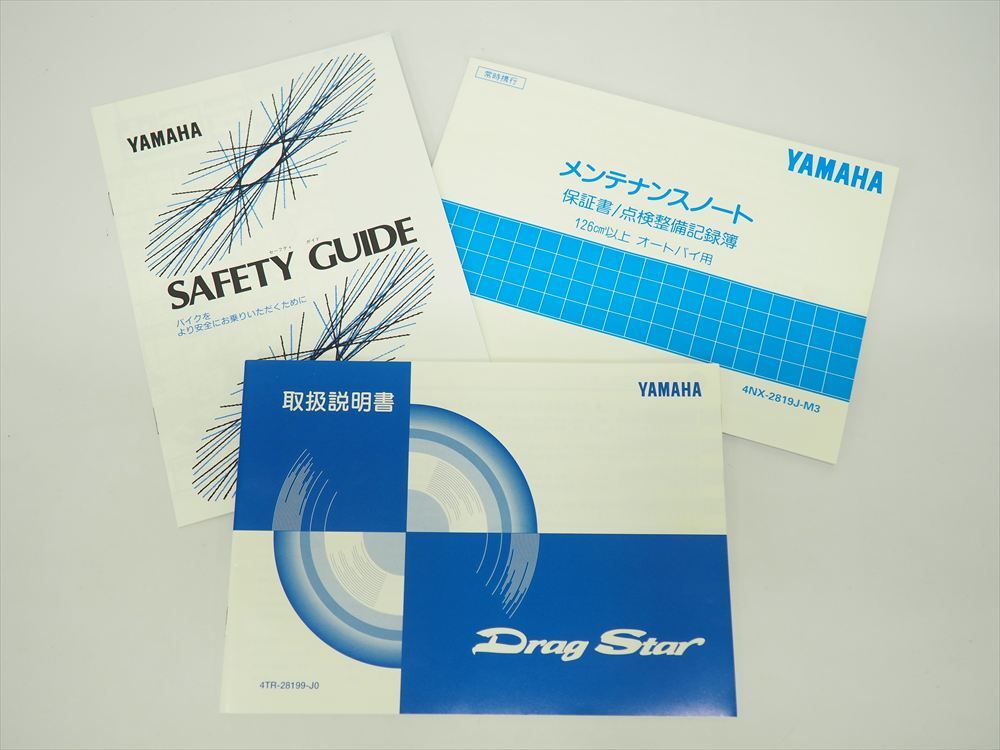 YAMAHA
セーフティ ガイド
SAFETY GUIDE
バイクを
より安全にお乗りいただくために
常時携行
YAMAHA
メンテナンスノート
保証書/点検整備記録簿
126cm³以上 オートバイ用
4NX-2819J-M3
取扱説明書
YAMAHA
Drag Star
4TR-28199-J0